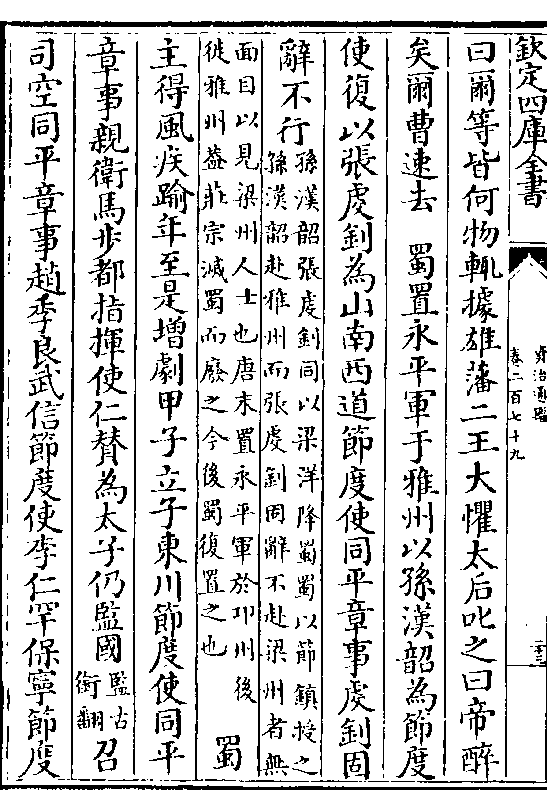 欽定四庫全書
資治通鑑
卷二百七十九
二十三
曰爾等皆何物輒據雄藩二王大懼太后叱之曰帝醉
矣爾曹速去　蜀置永平軍于雅州以孫漢韶為節度
使復以張虔釗為山南西道節度使同平章事虔釗固
辭不行
孫漢韶張虔釗同以梁洋降蜀蜀以節鎮授之
孫漢韶赴雅州而張虔釗固辭不赴梁州者無
面目以見梁州人士也唐末置永平軍於邛州後
徙雅州葢莊宗滅蜀而廢之今後蜀復置之也
蜀
主得風疾踰年至是增劇甲子立子東川節度使同平
章事親衛馬步都指揮使仁贊為太子仍監國
監古
銜翻
召
司空同平章事趙季良武信節度使李仁罕保寧節度